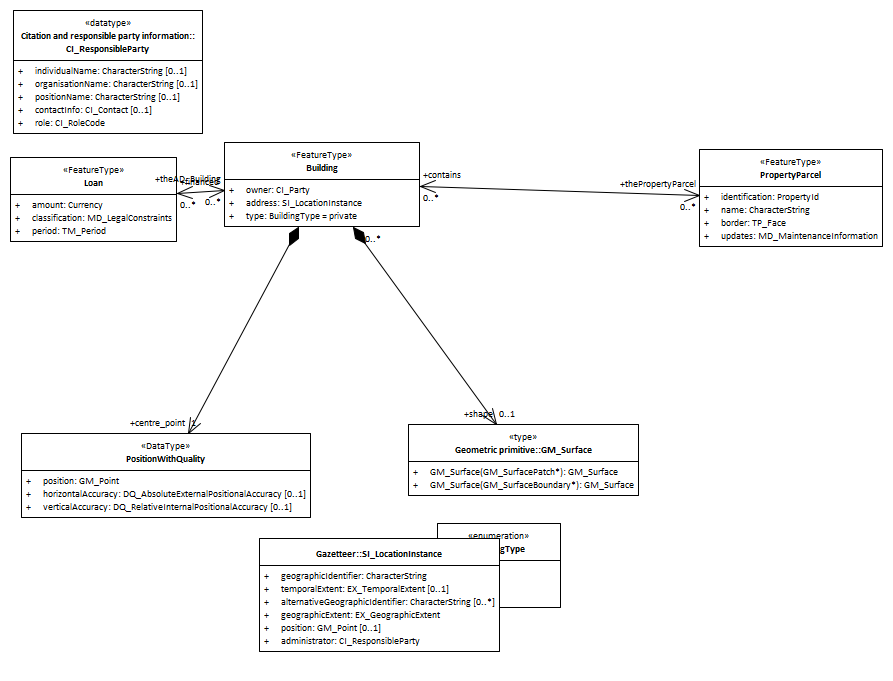 «datatype»
Citation and responsible party information::
CI_ResponsibleParty
+ individualName: CharacterString [0..1]
+ organisationName: CharacterString [0..1]
+ positionName: CharacterString [0..1]
+ contactInfo: CI_Contact [0..1]
+ role: CI_RoleCode
«FeatureType»
Loan
+ amount: Currency
+ classification: MD_LegalConstraints
+ period: TM_Period
+theAD_Building
0..*
0..*
«FeatureType»
Building
+ owner: CI_Party
+ address: SI_LocationInstance
+ type: BuildingType = private
+contains
0..*
+thePropertyParcel
0..*
«FeatureType»
PropertyParcel
+ identification: PropertyId
+ name: CharacterString
+ border: TP_Face
+ updates: MD_MaintenanceInformation
0..*
+centre_point 1
+shape 0..1
«DataType»
PositionWithQuality
+ position: GM_Point
+ horizontalAccuracy: DQ_AbsoluteExternalPositionalAccuracy [0..1]
+ verticalAccuracy: DQ_RelativeInternalPositionalAccuracy [0..1]
«type»
Geometric primitive::GM_Surface
+ GM_Surface(GM_SurfacePatch*): GM_Surface
+ GM_Surface(GM_SurfaceBoundary*): GM_Surface
«enumeration»
gType
Gazetteer::SI_LocationInstance
+ geographicIdentifier: CharacterString
+ temporalExtent: EX_TemporalExtent [0..1]
+ alternativeGeographicIdentifier: CharacterString [0..*]
+ geographicExtent: EX_GeographicExtent
+ position: GM_Point [0..1]
+ administrator: CI_ResponsibleParty